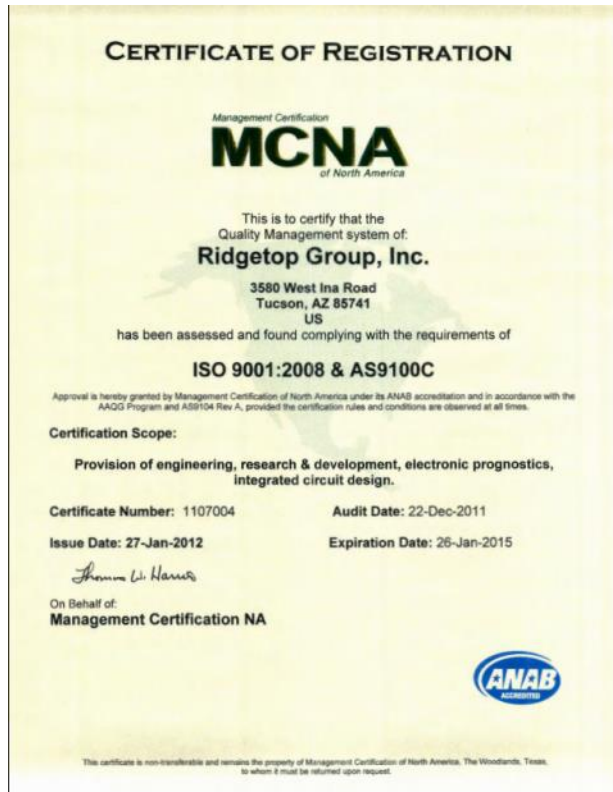 CERTIFICATE OF REGISTRATION
Management Certification
MCNA
of North America
This is to certify that the
Quality Management system of:
Ridgetop Group, Inc.
3580 West Ina Road
Tucson, AZ 85741
US
has been assessed and found complying with the requirements of
ISO 9001:2008 & AS9100C
Approval is hereby granted by Management Certification of North America under its ANAB accreditation and in accordance with the
AAQG Program and AS9104 Rev A, provided the certification rules and conditions are observed at all times.
Certification Scope:
Provision of engineering, research & development, electronic prognostics,
integrated circuit design.
Certificate Number: 1107004 Audit Date: 22-Dec-2011
Issue Date: 27-Jan-2012 Expiration Date: 26-Jan-2015
On Behalf of:
Management Certification NA
ANAB
ACCREDITED
This certificate is non-transferable and remains the property of Management Certification of North America, The Woodlands, Texas,
to whom it must be returned upon request.